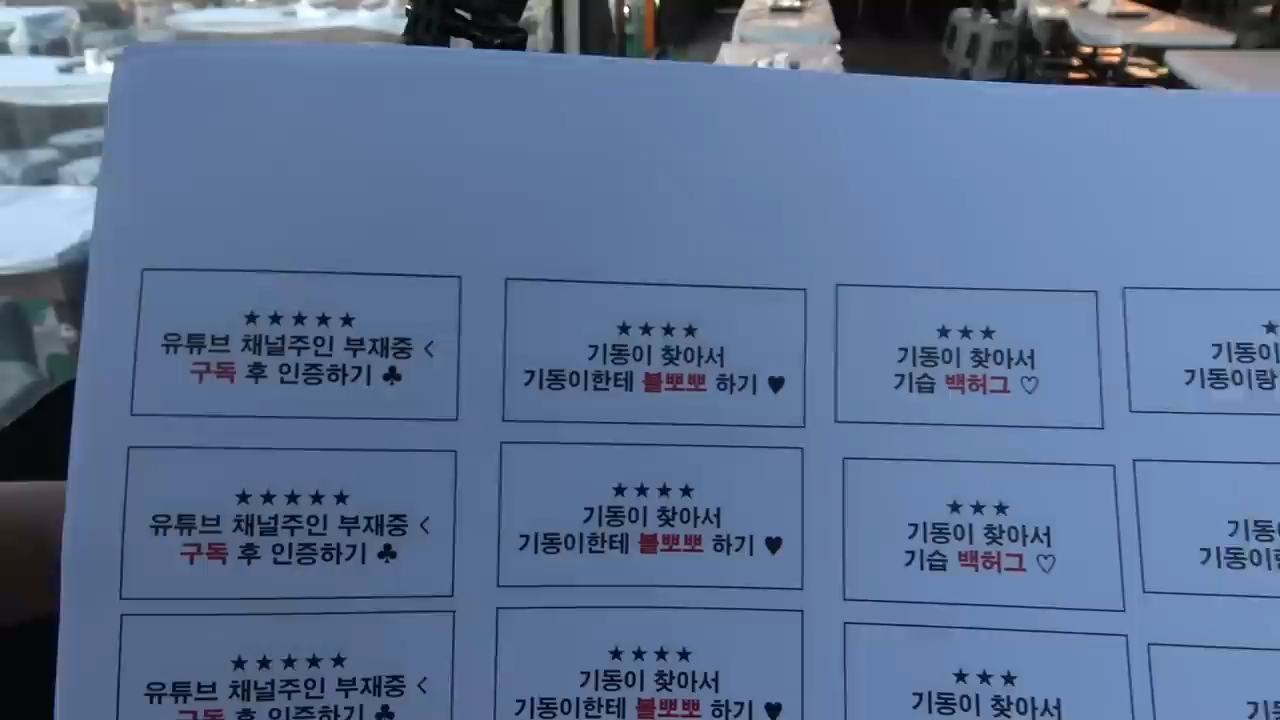 ★★★★★
유튜브 채널주인 부재중 <
구독 후 인증하기 ♣
★★★★
기동이 찾아서
기동이한테 볼뽀뽀 하기 ♥
★★★
기동이 찾아서
기습 백허그 ♡
★
기동이
기동이랑
★★★★★
유튜브 채널주인 부재중 <
구독 후 인증하기 ♣
★★★★
기동이 찾아서
기동이한테 볼뽀뽀 하기 ♥
★★★
기동이 찾아서
기습 백허그 ♡
★★★★★
유튜브 채널주인 부재중 <
구독 후 인증하기 ♣
★★★★
기동이 찾아서
기동이한테 볼뽀뽀 하기 ♥
★★★
기동이 찾아서